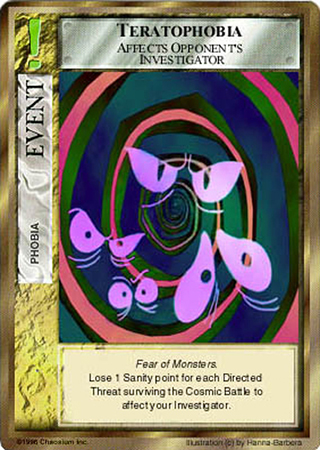 TERATOPHOBIA
AFFECTS OPPONENT'S
INVESTIGATOR
EVENT!
PHOBIA
Fear of Monsters.
Lose 1 Sanity point for each Directed
Threat surviving the Cosmic Battle to
affect your Investigator.
©1996 Chaosium Inc.
Illustration (c) by Hanna-Barbera